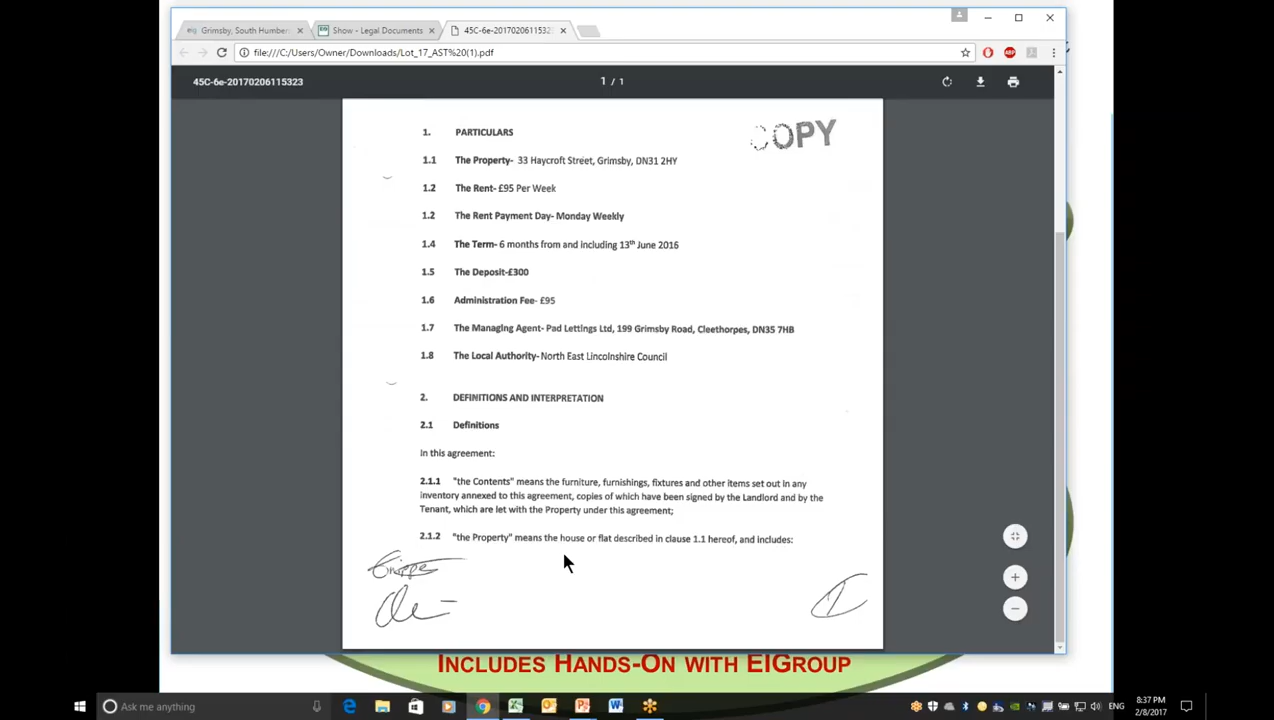 Grimsby, South Humber
Show - Legal Documents
45C-6e-2017020611532
file:///C:/Users/Owner/Downloads/Lot_17_AST%20(1).pdf
ABP
45C-6e-20170206115323
1 / 1
COPY
1. PARTICULARS
1.1 The Property- 33 Haycroft Street, Grimsby, DN31 2HY
1.2 The Rent- £95 Per Week
1.2 The Rent Payment Day- Monday Weekly
1.4 The Term- 6 months from and including 13th June 2016
1.5 The Deposit-£300
1.6 Administration Fee- £95
1.7 The Managing Agent- Pad Lettings Ltd, 199 Grimsby Road, Cleethorpes, DN35 7HB
1.8 The Local Authority- North East Lincolnshire Council
2. DEFINITIONS AND INTERPRETATION
2.1 Definitions
In this agreement:
2.1.1 "the Contents" means the furniture, furnishings, fixtures and other items set out in any
inventory annexed to this agreement, copies of which have been signed by the Landlord and by the
Tenant, which are let with the Property under this agreement;
2.1.2 "the Property" means the house or flat described in clause 1.1 hereof, and includes:
INCLUDES HANDS-ON WITH EIGROUP
Ask me anything
ENG
8:37 PM
2/8/2017